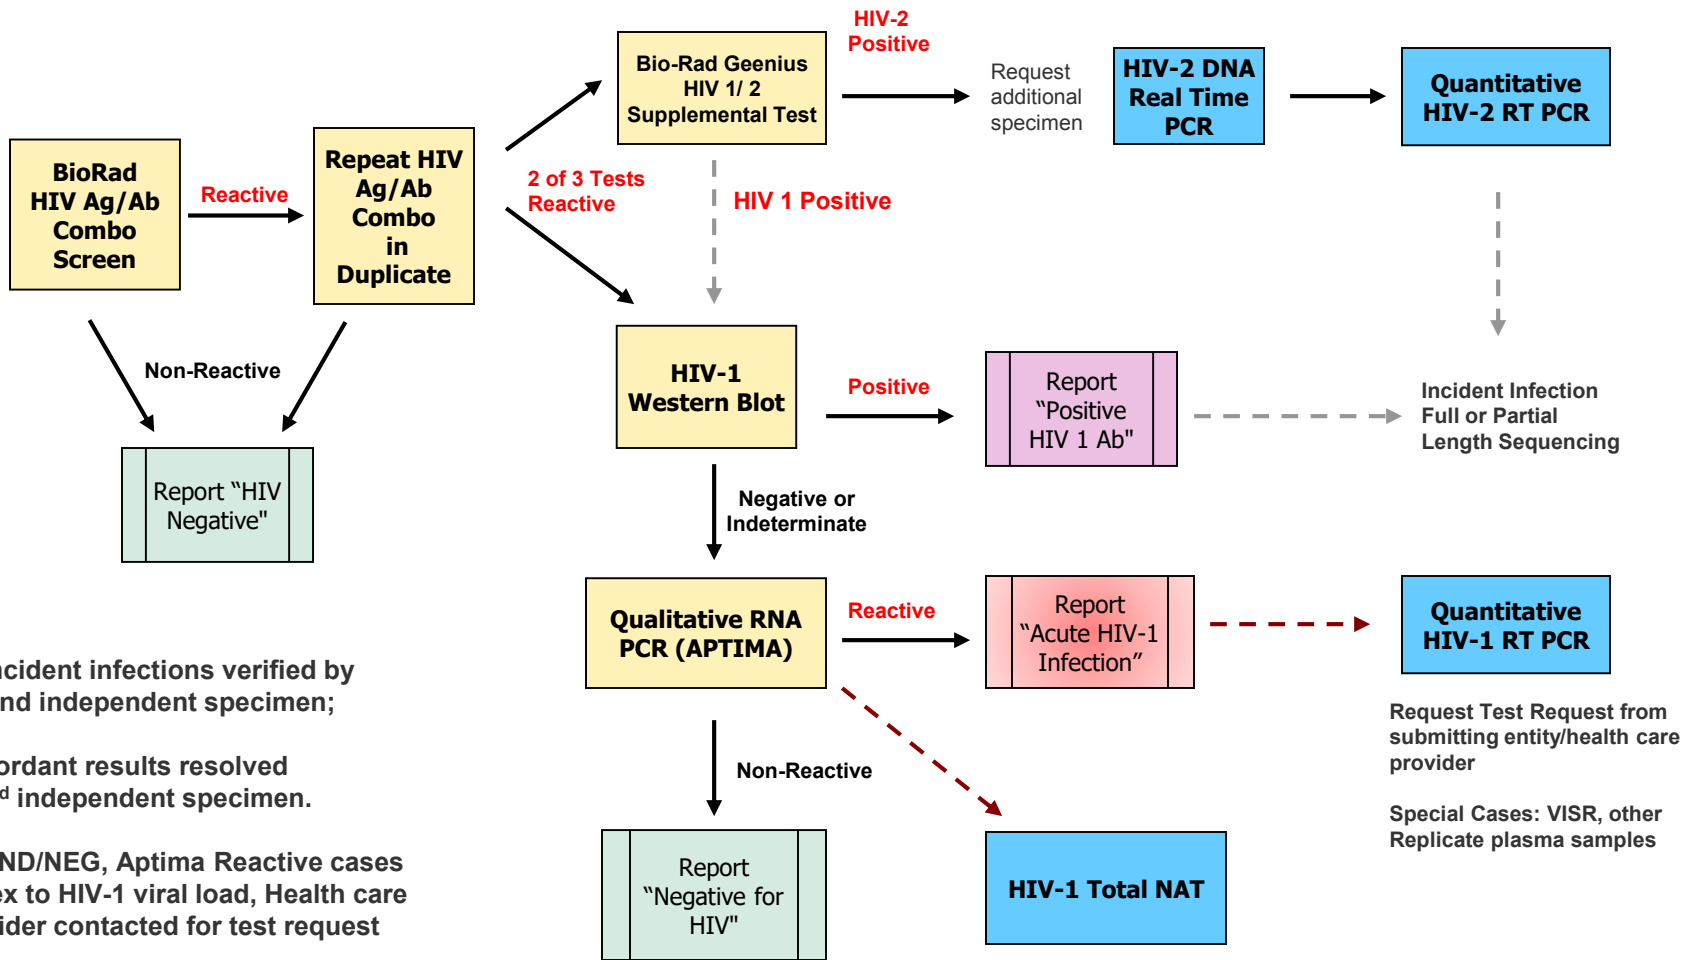 HIV-2
Positive
Bio-Rad Geenius
HIV 1/ 2
Supplemental Test
Request
additional
specimen
HIV-2 DNA
Real Time
PCR
Quantitative
HIV-2 RT PCR
BioRad
HIV Ag/Ab
Combo
Screen
Reactive
Repeat HIV
Ag/Ab
Combo
in
Duplicate
2 of 3 Tests
Reactive
HIV 1 Positive
Non-Reactive
HIV-1
Western Blot
Positive
Report
“Positive
HIV 1 Ab"
Incident Infection
Full or Partial
Length Sequencing
Report “HIV
Negative"
Negative or
Indeterminate
Qualitative RNA
PCR (APTIMA)
Reactive
Report
“Acute HIV-1
Infection”
Quantitative
HIV-1 RT PCR
infections verified by
independent specimen;
results resolved
independent specimen.
Aptima Reactive cases
to HIV-1 viral load, Health care
contacted for test request
Non-Reactive
Report
“Negative for
HIV"
HIV-1 Total NAT
Request Test Request from
submitting entity/health care
provider
Special Cases: VISR, other
Replicate plasma samples